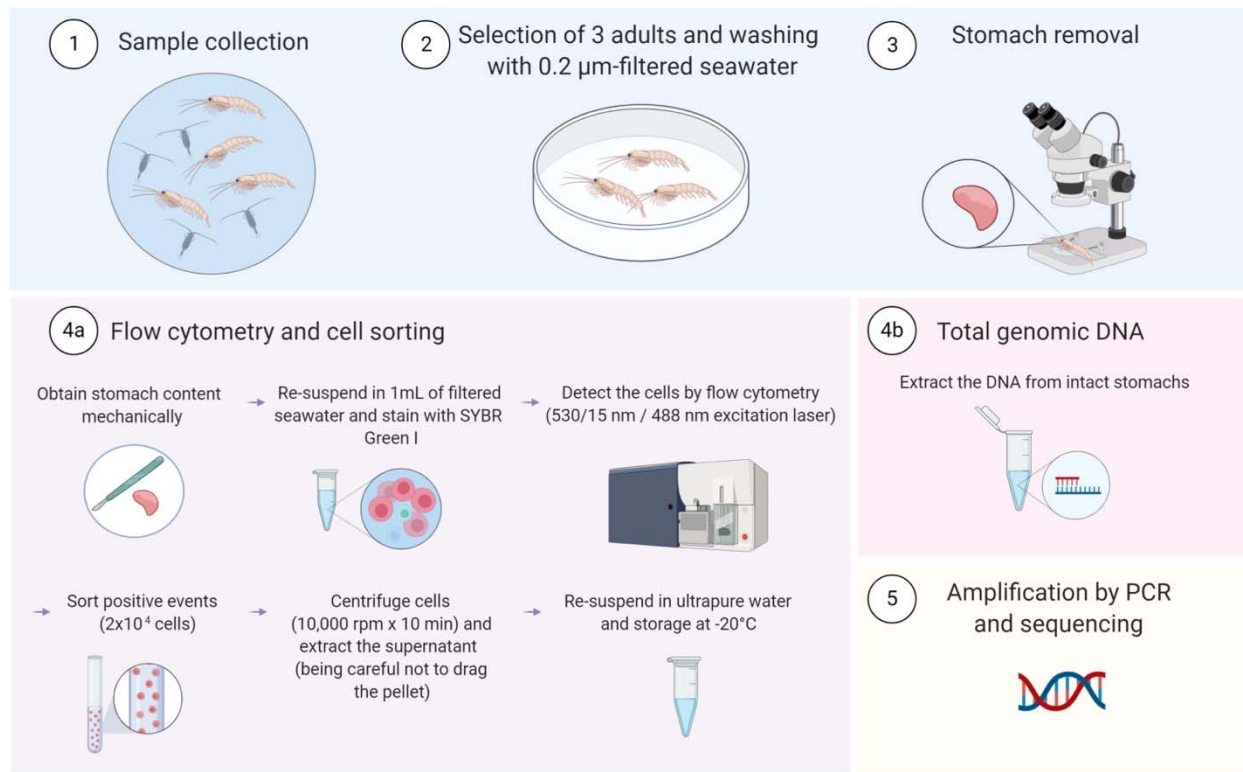 1
Sample collection
2
Selection of 3 adults and washing
with 0.2 µm-filtered seawater
3
Stomach removal
4a
Flow cytometry and cell sorting
Obtain stomach content
mechanically
Re-suspend in 1mL of filtered
seawater and stain with SYBR
Green I
Detect the cells by flow cytometry
(530/15 nm / 488 nm excitation laser)
Sort positive events
(2x10⁴ cells)
Centrifuge cells
(10,000 rpm x 10 min) and
extract the supernatant
(being careful not to drag
the pellet)
Re-suspend in ultrapure water
and storage at -20°C
4b
Total genomic DNA
Extract the DNA from intact stomachs
5
Amplification by PCR
and sequencing